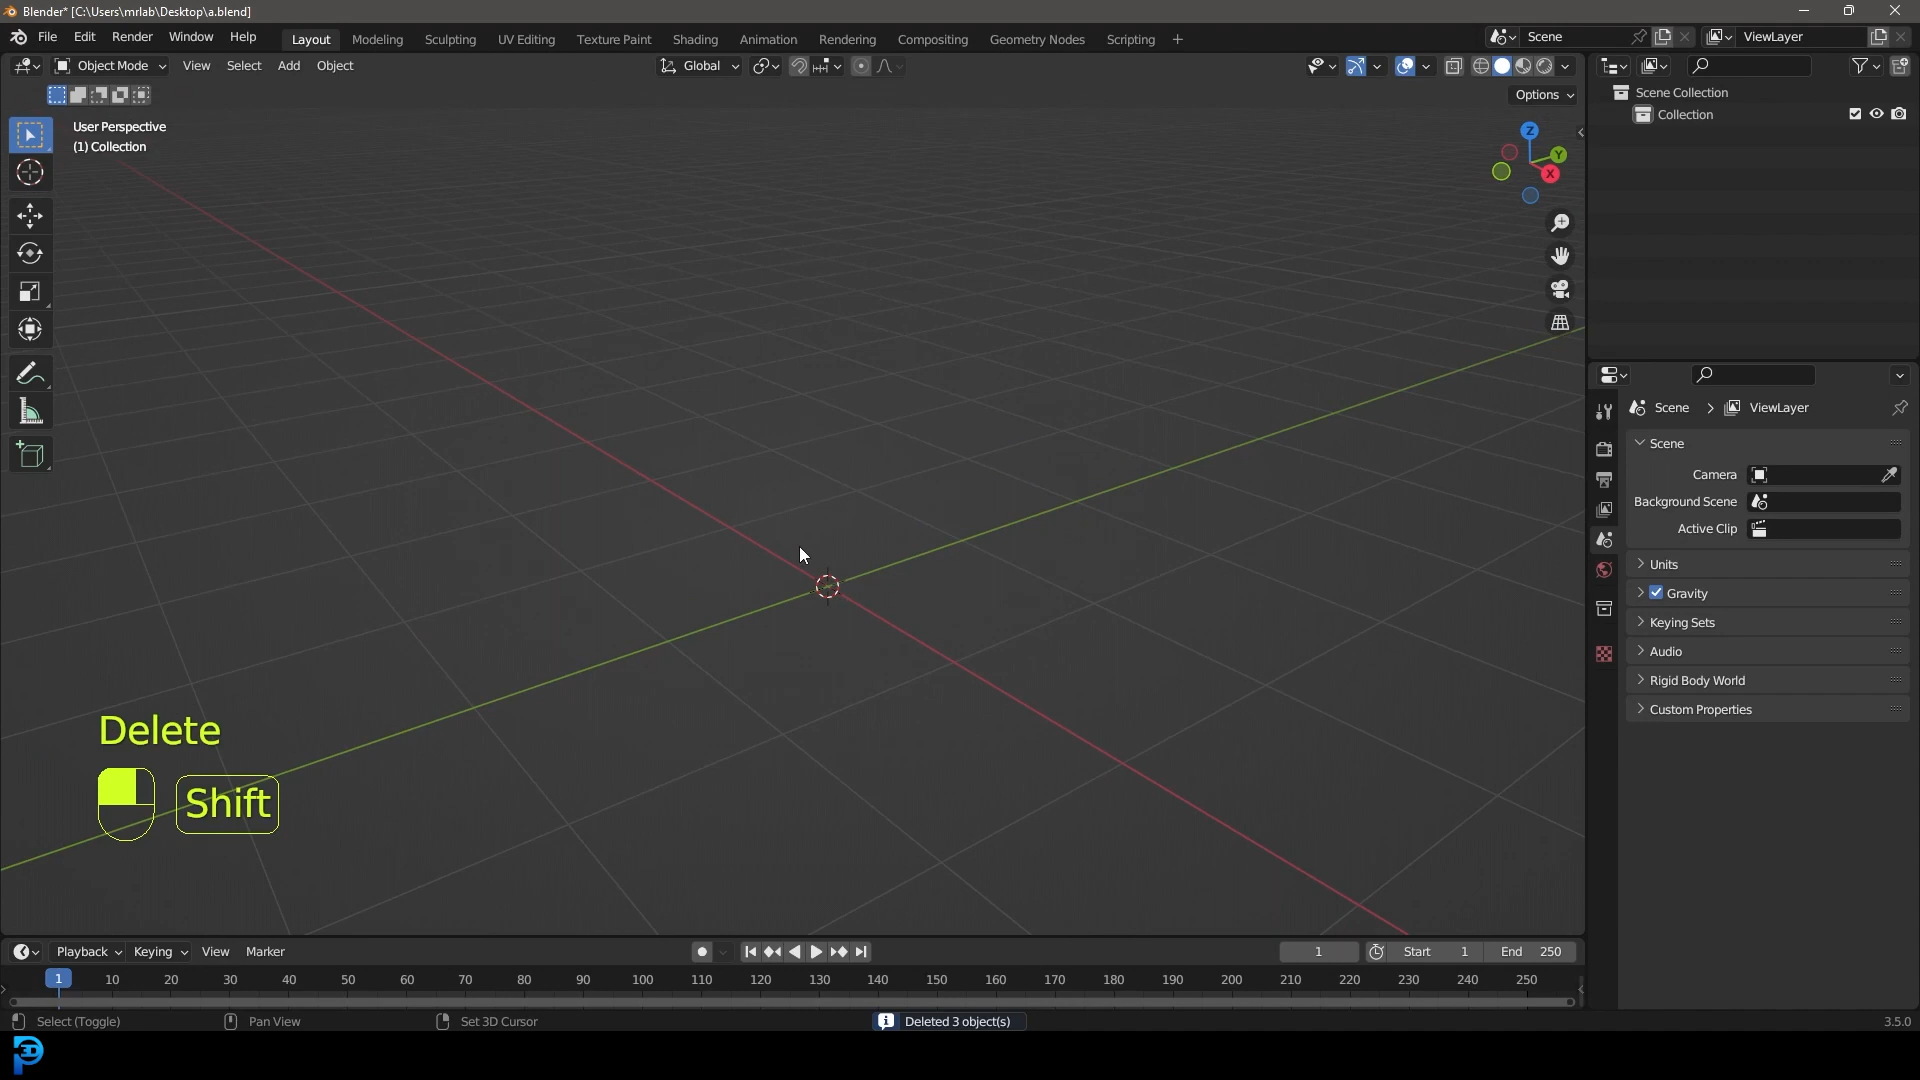 Blender* [C:\Users\mrlab\Desktop\a.blend]
File Edit Render Window Help Layout Modeling Sculpting UV Editing Texture Paint Shading Animation Rendering Compositing Geometry Nodes Scripting + Scene ViewLayer
Object Mode View Select Add Object Global
Options
User Perspective
(1) Collection
Z
Y
X
Scene Collection
Collection
Scene > ViewLayer
Scene
Camera
Background Scene
Active Clip
Units
Gravity
Keying Sets
Audio
Rigid Body World
Custom Properties
Delete
Shift
Playback Keying View Marker 1 Start 1 End 250
1 10 20 30 40 50 60 70 80 90 100 110 120 130 140 150 160 170 180 190 200 210 220 230 240 250
Select (Toggle) Pan View Set 3D Cursor Deleted 3 object(s) 3.5.0
3D